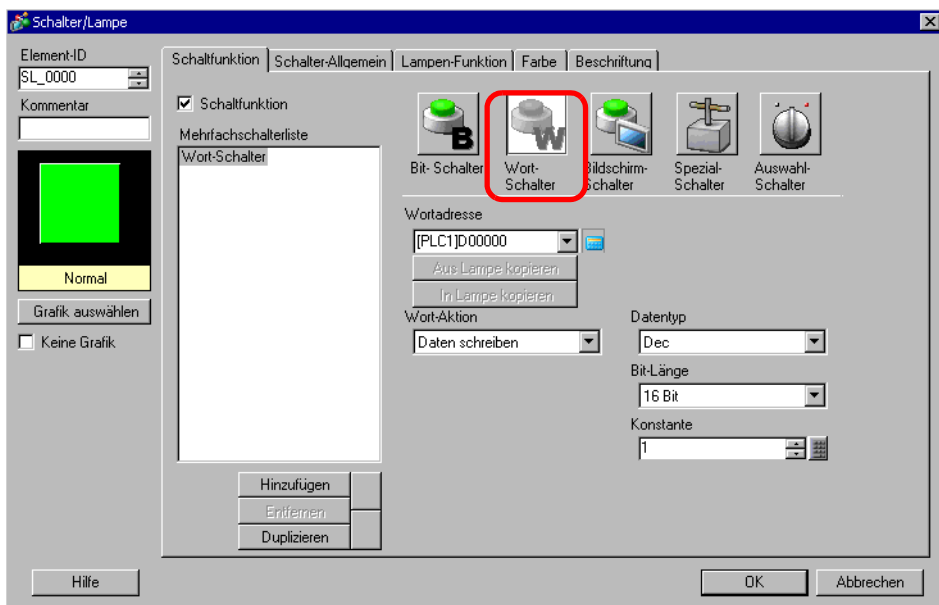 Schalter/Lampe
Element-ID
SL_0000
Kommentar
Normal
Grafik auswählen
Keine Grafik
Schaltfunktion
Schalter-Allgemein
Lampen-Funktion
Farbe
Beschriftung
Schaltfunktion
Mehrfachschalterliste
Wort-Schalter
Hinzufügen
Entfernen
Duplizieren
B
W
Bit- Schalter
Wort-
Schalter
Bildschirm-
Schalter
Spezial-
Schalter
Auswahl-
Schalter
Wortadresse
[PLC1]D00000
Aus Lampe kopieren
In Lampe kopieren
Wort-Aktion
Daten schreiben
Datentyp
Dec
Bit-Länge
16 Bit
Konstante
1
Hilfe
OK
Abbrechen